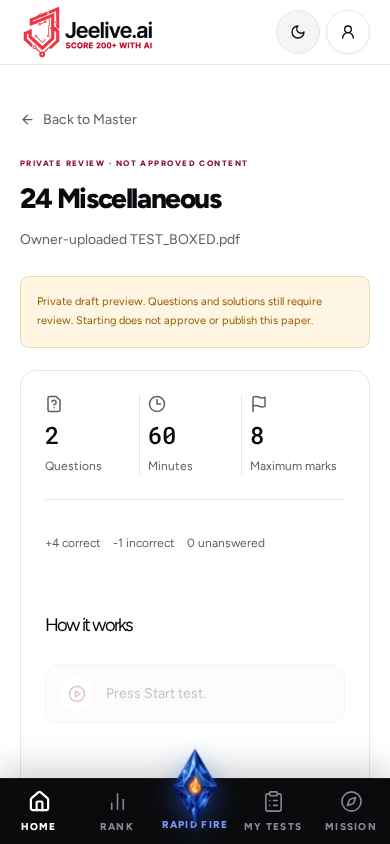 Jeelive.ai
SCORE 200+ WITH AI
Back to Master
PRIVATE REVIEW · NOT APPROVED CONTENT
24 Miscellaneous
Owner-uploaded TEST_BOXED.pdf
Private draft preview. Questions and solutions still require
review. Starting does not approve or publish this paper.
2 60 8
Questions Minutes Maximum marks
+4 correct -1 incorrect 0 unanswered
How it works
Press Start test.
HOME RANK RAPID FIRE MY TESTS MISSION